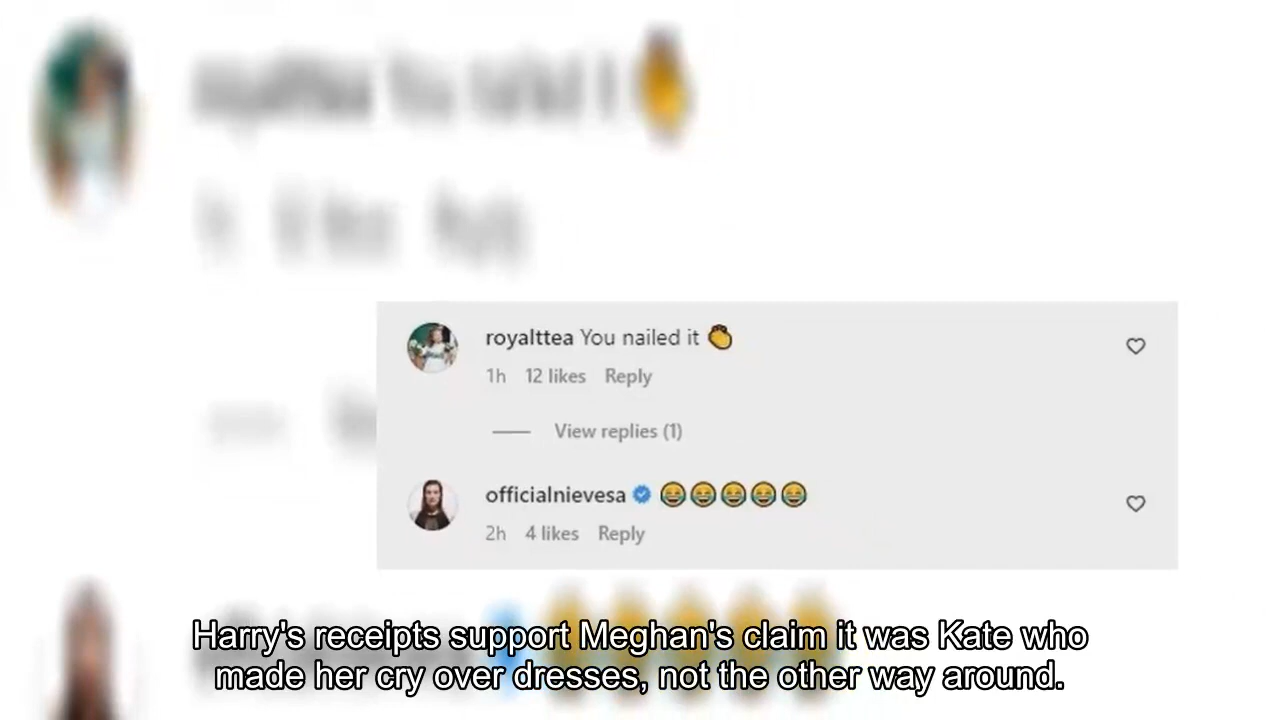 royalttea You nailed it 👏
1h 12 likes Reply
View replies (1)
officialnievesa 😂😂😂😂😂
2h 4 likes Reply
Harry's receipts support Meghan's claim it was Kate who
made her cry over dresses, not the other way around.